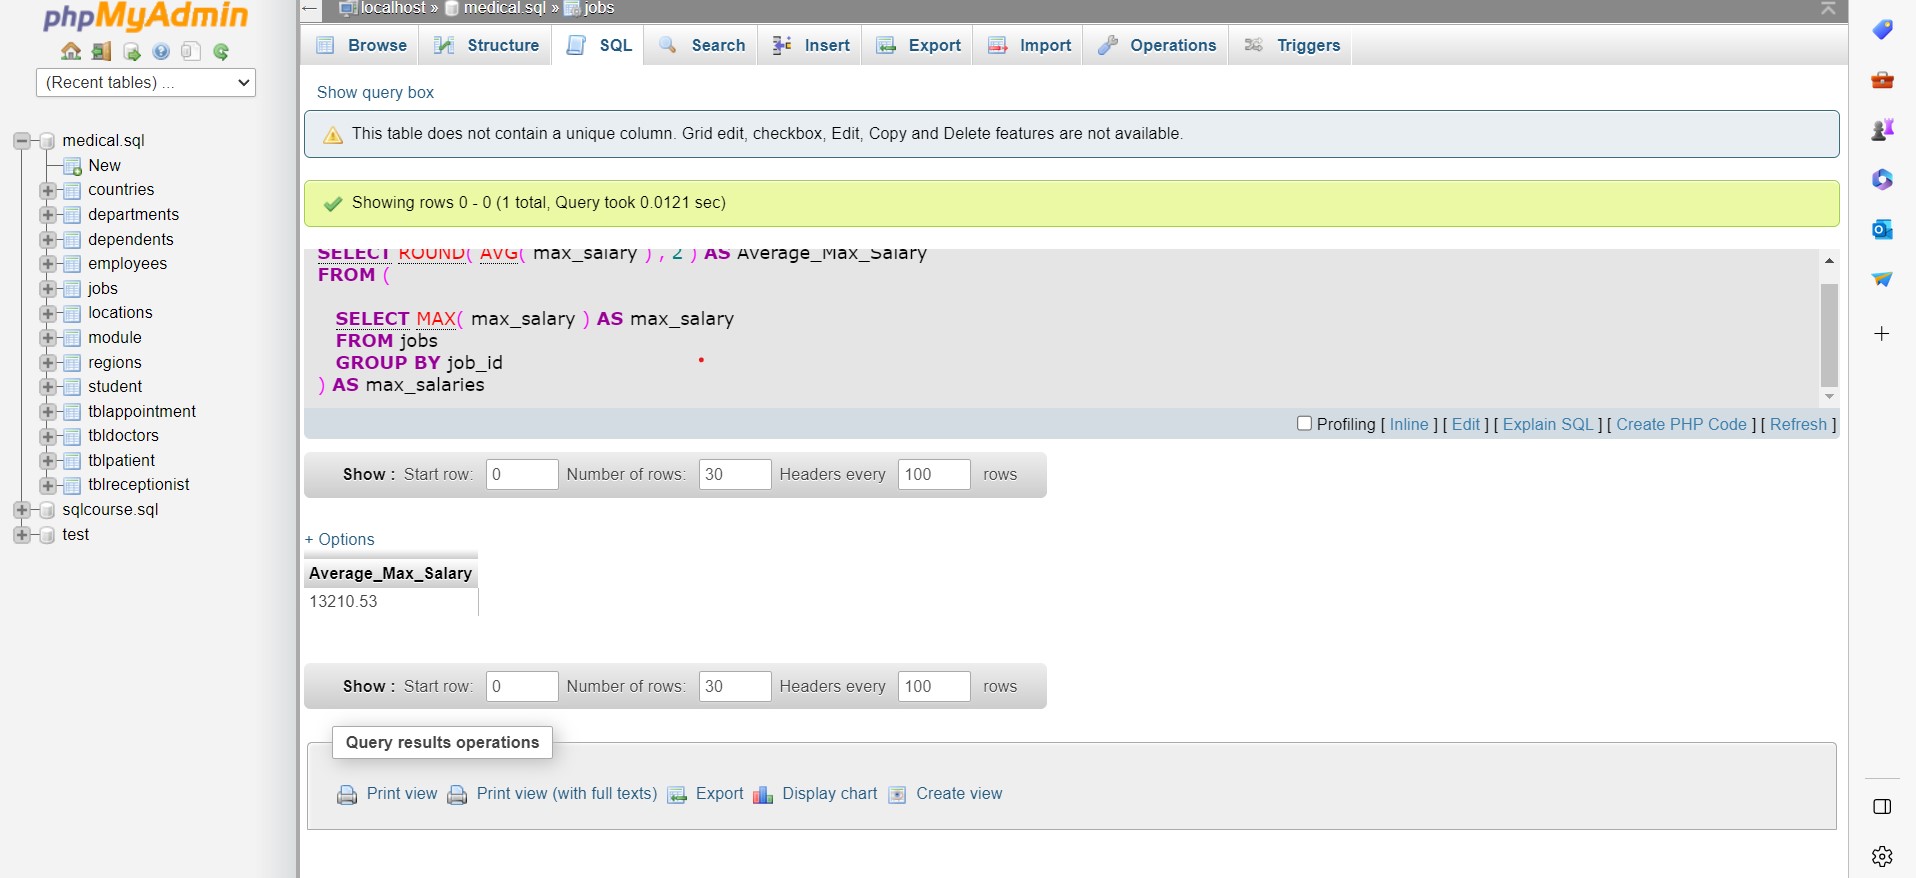 phpMyAdmin
(Recent tables) ...
medical.sql
New
countries
departments
dependents
employees
jobs
locations
module
regions
student
tblappointment
tbldoctors
tblpatient
tblreceptionist
sqlcourse.sql
test
localhost » medical.sql » jobs
Browse Structure SQL Search Insert Export Import Operations Triggers
Show query box
This table does not contain a unique column. Grid edit, checkbox, Edit, Copy and Delete features are not available.
Showing rows 0 - 0 (1 total, Query took 0.0121 sec)
SELECT ROUND( AVG( max_salary ) , 2 ) AS Average_Max_Salary
FROM (
SELECT MAX( max_salary ) AS max_salary
FROM jobs
GROUP BY job_id
) AS max_salaries
Profiling [ Inline ] [ Edit ] [ Explain SQL ] [ Create PHP Code ] [ Refresh ]
Show : Start row: 0 Number of rows: 30 Headers every 100 rows
+ Options
Average_Max_Salary
13210.53
Show : Start row: 0 Number of rows: 30 Headers every 100 rows
Query results operations
Print view Print view (with full texts) Export Display chart Create view